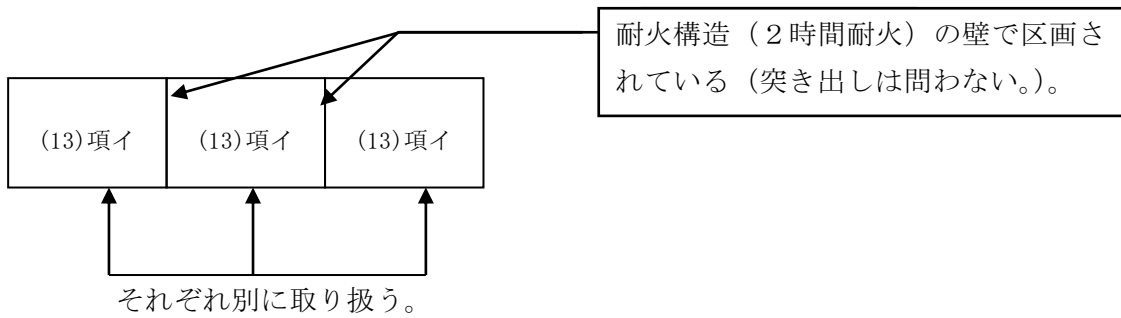 耐火構造（２時間耐火）の壁で区画さ
れている（突き出しは問わない。）。
(13)項イ
(13)項イ
(13)項イ
それぞれ別に取り扱う。